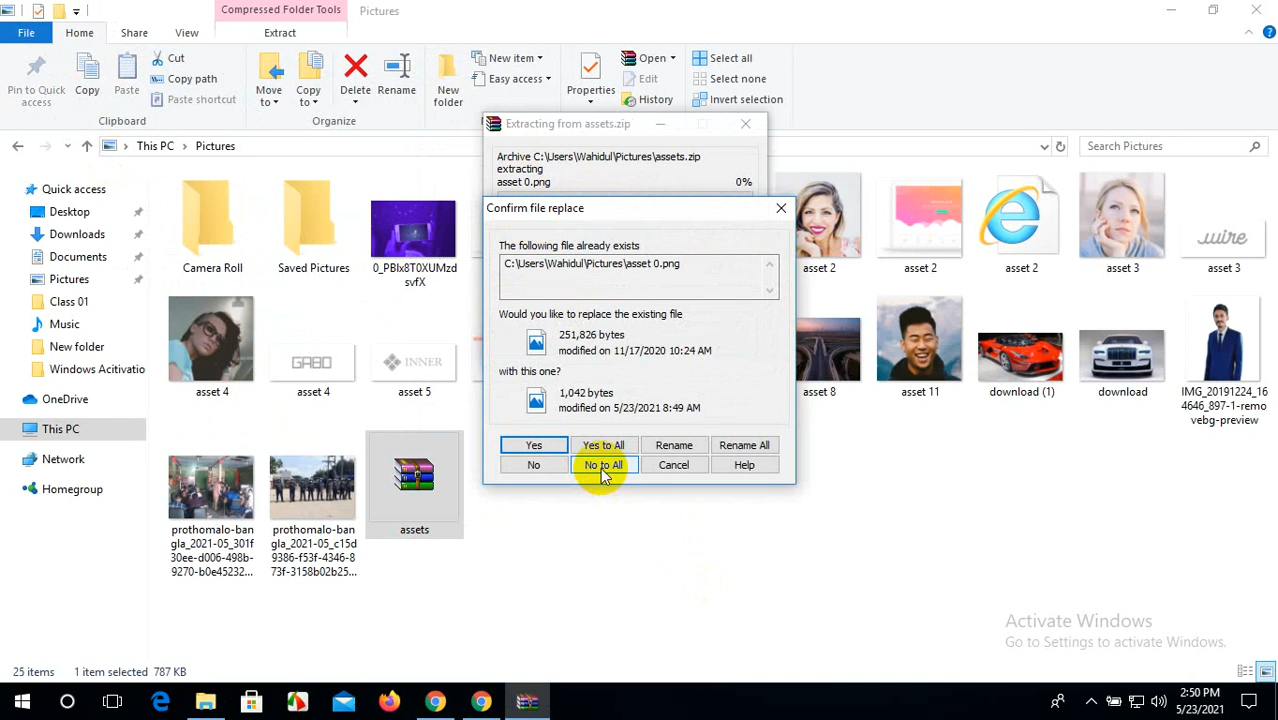 Compressed Folder Tools
Pictures
File
Home
Share
View
Extract
Pin to Quick
access
Copy
Paste
Cut
Copy path
Paste shortcut
Clipboard
Move
to
Copy
to
Delete
Rename
Organize
New
folder
New item
Easy access
New
Properties
Open
Edit
History
Open
Select all
Select none
Invert selection
Select
This PC
Pictures
Search Pictures
Quick access
Desktop
Downloads
Documents
Pictures
Class 01
Music
New folder
Windows Acitivatio
OneDrive
This PC
Network
Homegroup
Camera Roll
Saved Pictures
0_PBIx8T0XUMzd
svfX
asset 2
asset 2
asset 2
asset 3
wire
asset 3
asset 4
GA80
asset 4
INNER
asset 5
asset 8
asset 11
download (1)
download
IMG_20191224_16
4646_897-1-remo
vebg-preview
prothomalo-ban
gla_2021-05_301f
30ee-d006-498b-
9270-b0e45232...
prothomalo-ban
gla_2021-05_c15d
9386-f53f-4346-8
73f-3158b02b25...
assets
Extracting from assets.zip
Archive C:\Users\Wahidul\Pictures\assets.zip
extracting
asset 0.png
0%
Confirm file replace
The following file already exists
C:\Users\Wahidul\Pictures\asset 0.png
Would you like to replace the existing file
251,826 bytes
modified on 11/17/2020 10:24 AM
with this one?
1,042 bytes
modified on 5/23/2021 8:49 AM
Yes
Yes to All
Rename
Rename All
No
No to All
Cancel
Help
Activate Windows
Go to Settings to activate Windows.
25 items
1 item selected 787 KB
2:50 PM
5/23/2021